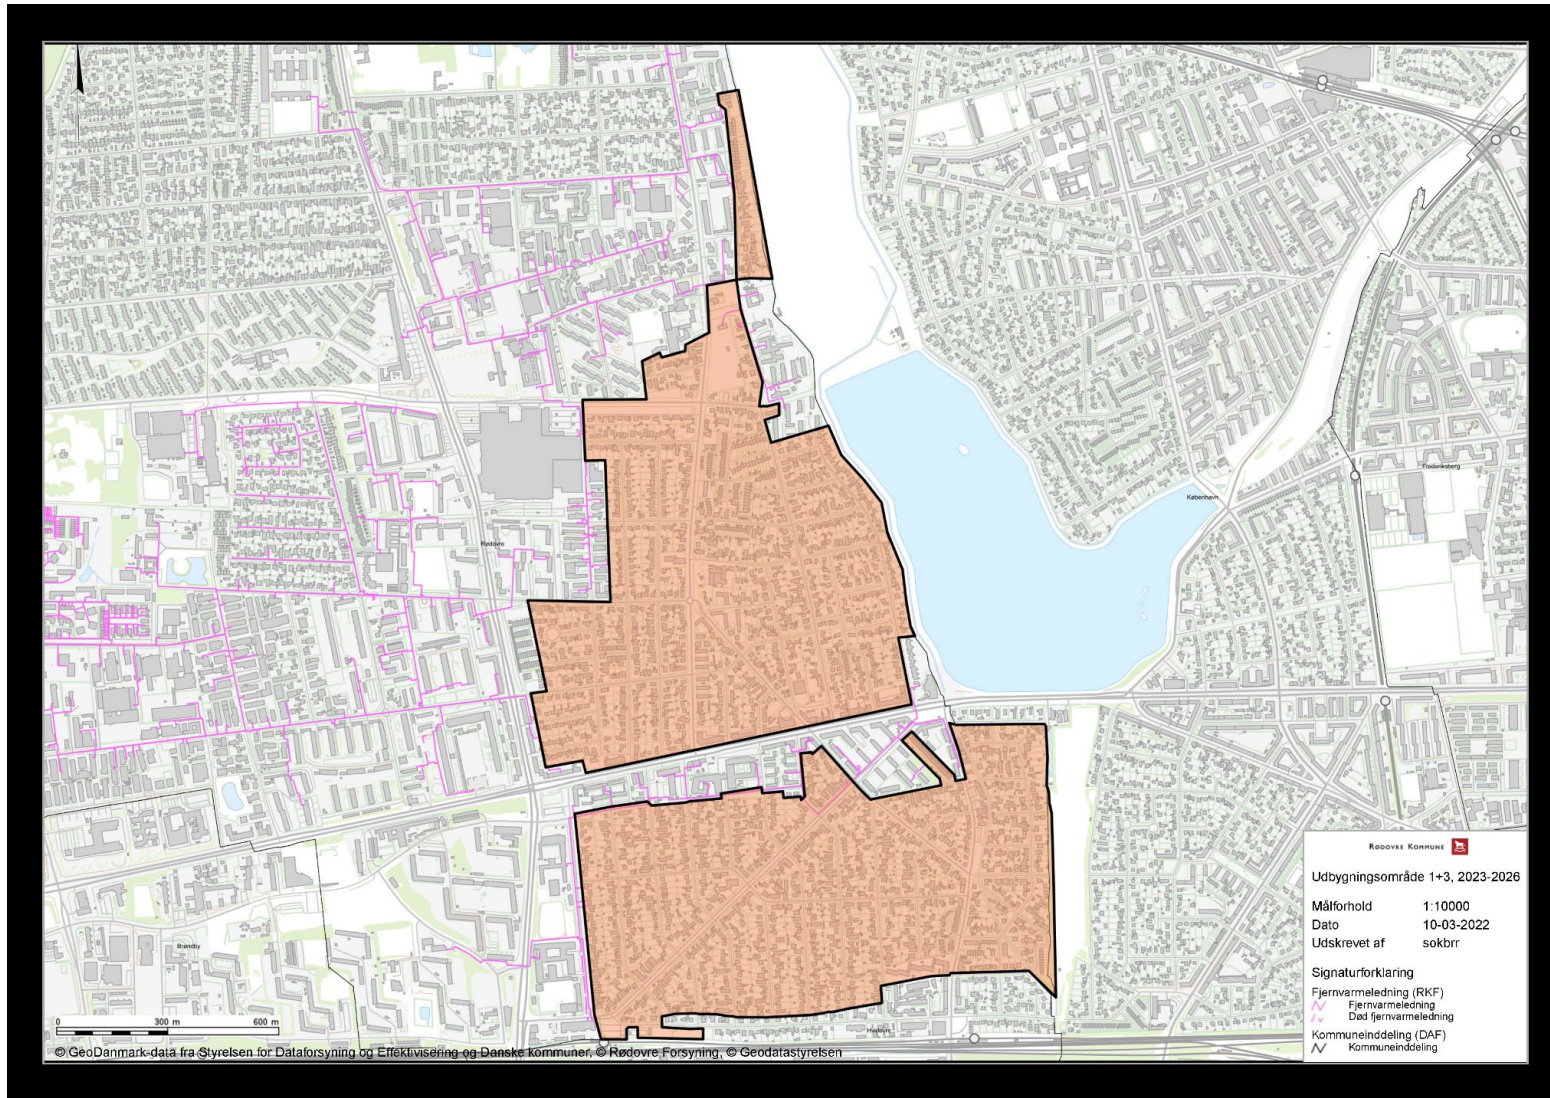 København
Frederiksberg
Rødovre
Brøndby
Hvidovre
RØDOVRE KOMMUNE
Udbygningsområde 1+3, 2023-2026
Målforhold 1:10000
Dato 10-03-2022
Udskrevet af sokbrr
Signaturforklaring
Fjernvarmeledning (RKF)
Fjernvarmeledning
Død fjernvarmeledning
Kommuneinddeling (DAF)
Kommuneinddeling
0 300 m 600 m
© GeoDanmark-data fra Styrelsen for Dataforsyning og Effektivisering og Danske kommuner, © Rødovre Forsyning, © Geodatastyrelsen